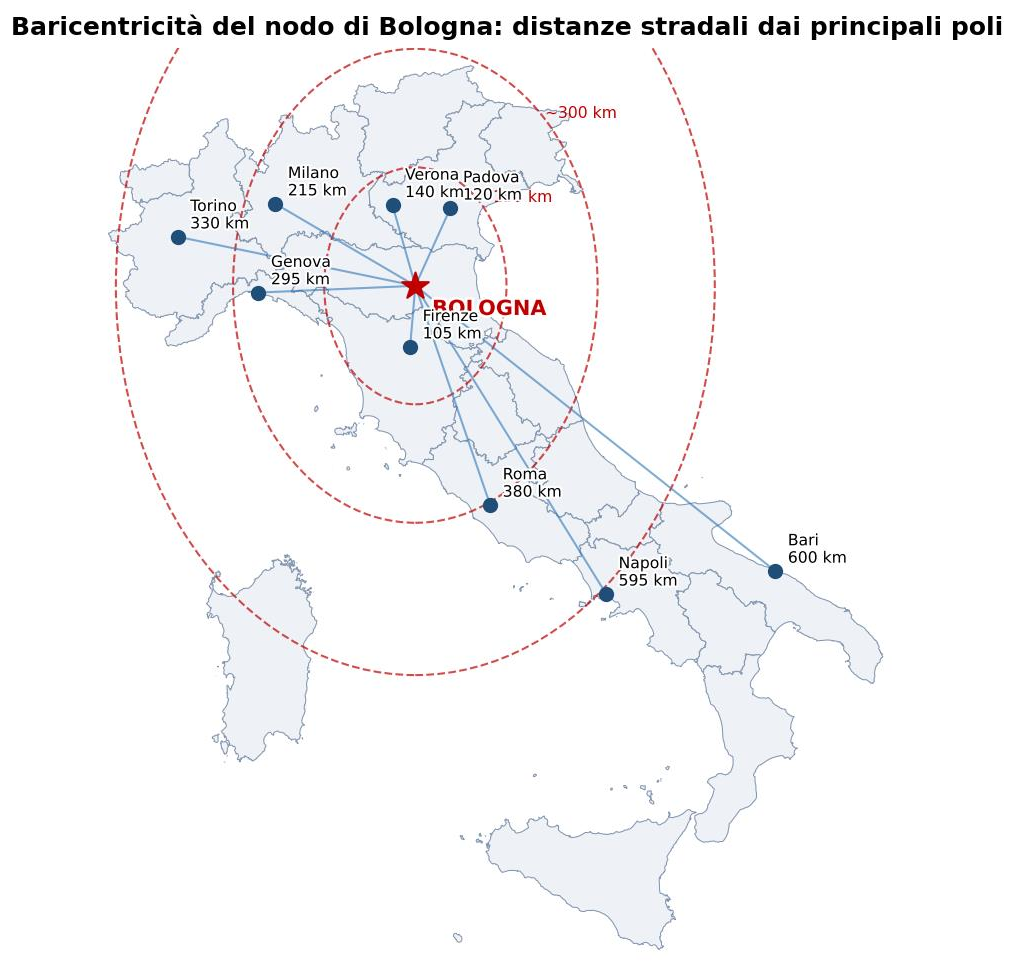 Baricentricità del nodo di Bologna: distanze stradali dai principali poli
~300 km
Milano
215 km
Verona
140 km
Padova
120 km
km
Torino
330 km
Genova
295 km
BOLOGNA
Firenze
105 km
Roma
380 km
Bari
600 km
Napoli
595 km